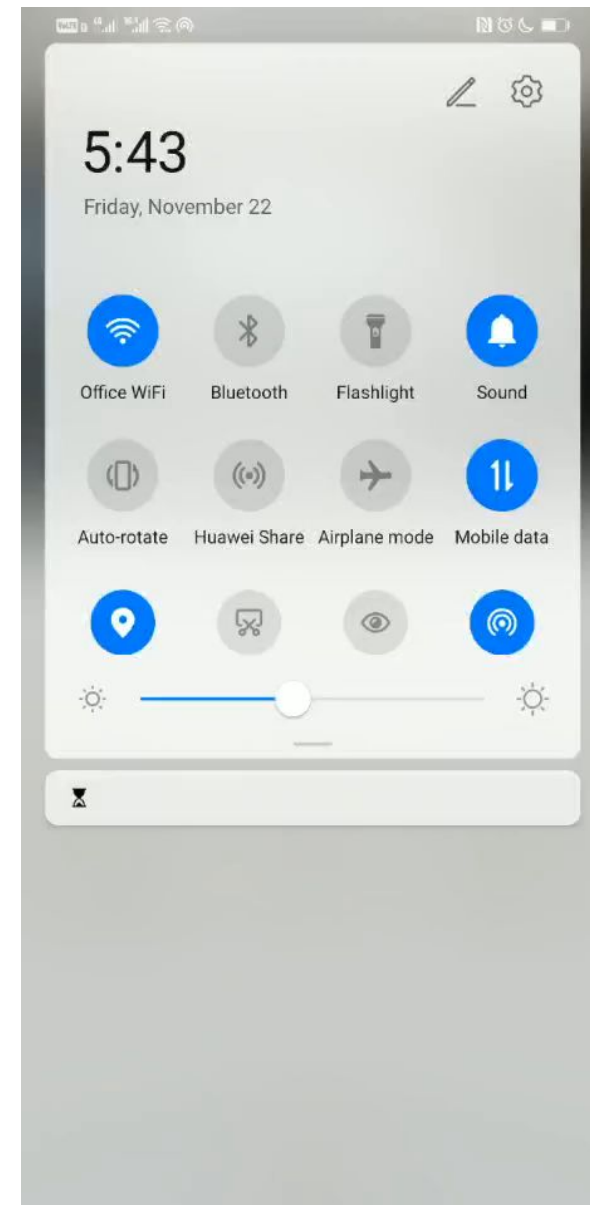 5:43
Friday, November 22
Office WiFi
Bluetooth
Flashlight
Sound
Auto-rotate
Huawei Share
Airplane mode
Mobile data